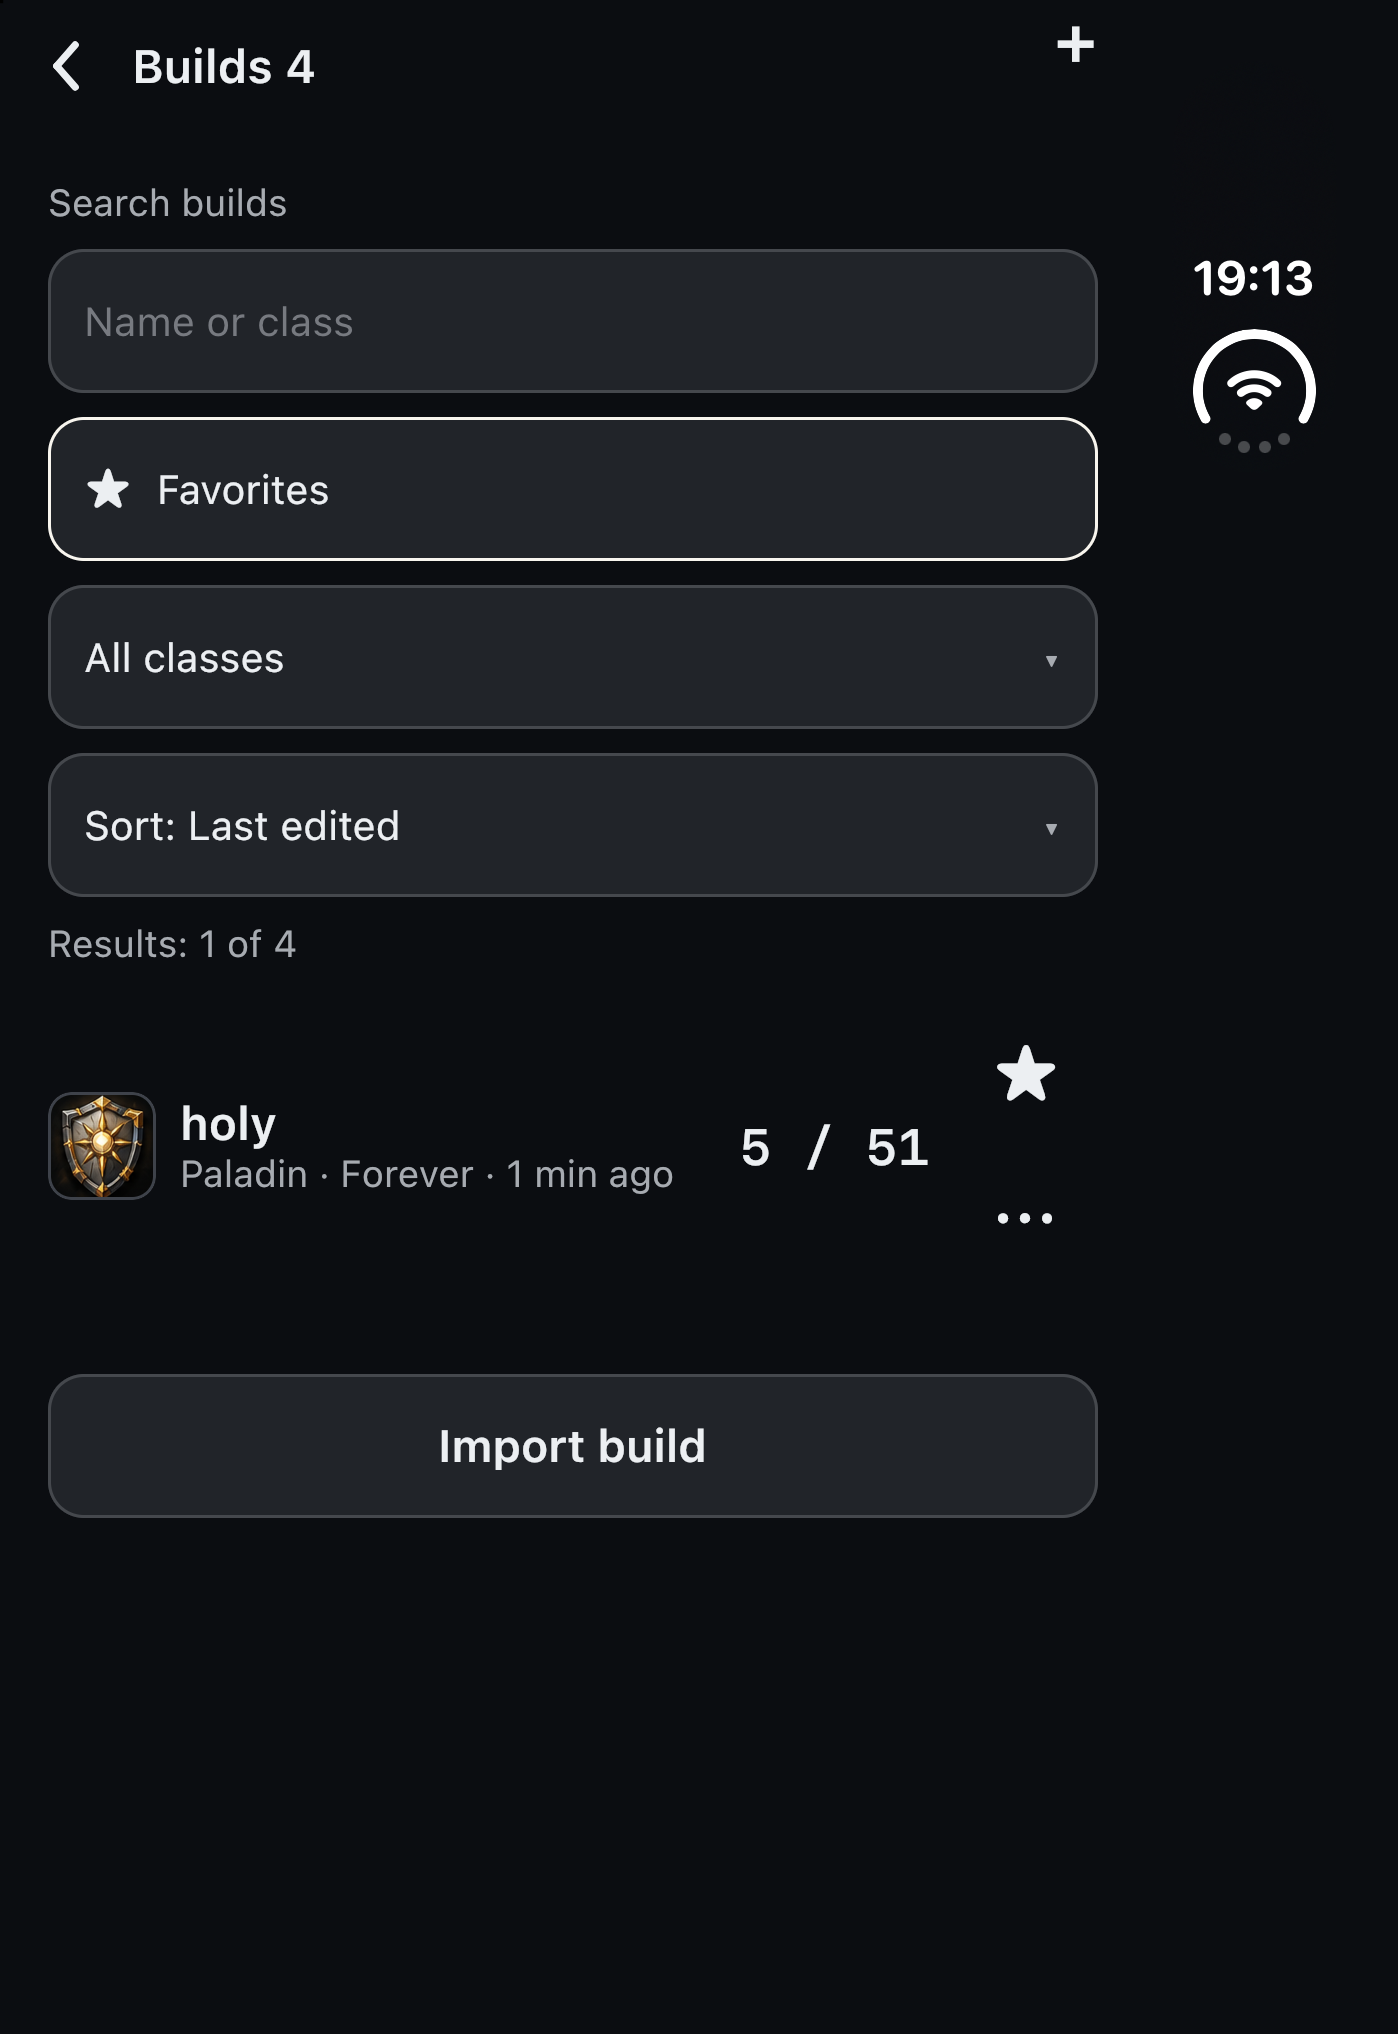 Builds 4
+
Search builds
Name or class
19:13
★ Favorites
All classes ▼
Sort: Last edited ▼
Results: 1 of 4
holy
Paladin · Forever · 1 min ago
5 / 51
Import build